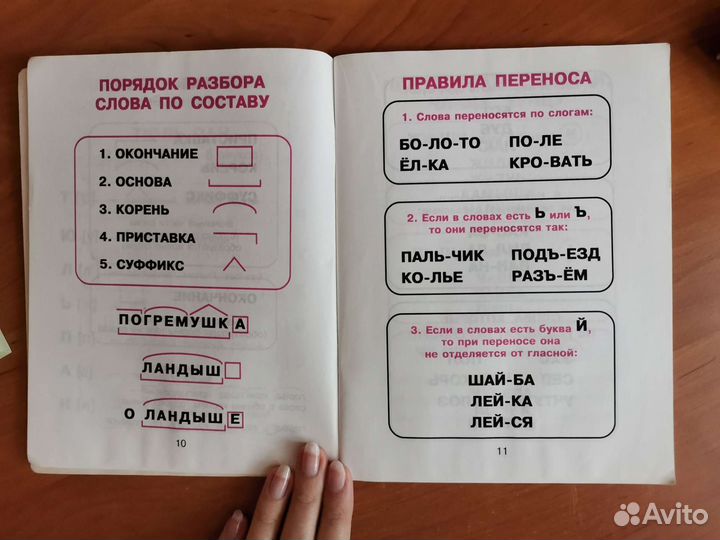 ПОРЯДОК РАЗБОРА
СЛОВА ПО СОСТАВУ
1. ОКОНЧАНИЕ
2. ОСНОВА
3. КОРЕНЬ
4. ПРИСТАВКА
5. СУФФИКС
ПОГРЕМУШКА
ЛАНДЫШ
О ЛАНДЫШЕ
10
ПРАВИЛА ПЕРЕНОСА
1. Слова переносятся по слогам:
БО-ЛО-ТО ПО-ЛЕ
ЁЛ-КА КРО-ВАТЬ
2. Если в словах есть Ь или Ъ,
то они переносятся так:
ПАЛЬ-ЧИК ПОДЪ-ЕЗД
КО-ЛЬЕ РАЗЪ-ЁМ
3. Если в словах есть буква Й,
то при переносе она
не отделяется от гласной:
ШАЙ-БА
ЛЕЙ-КА
ЛЕЙ-СЯ
11
Avito